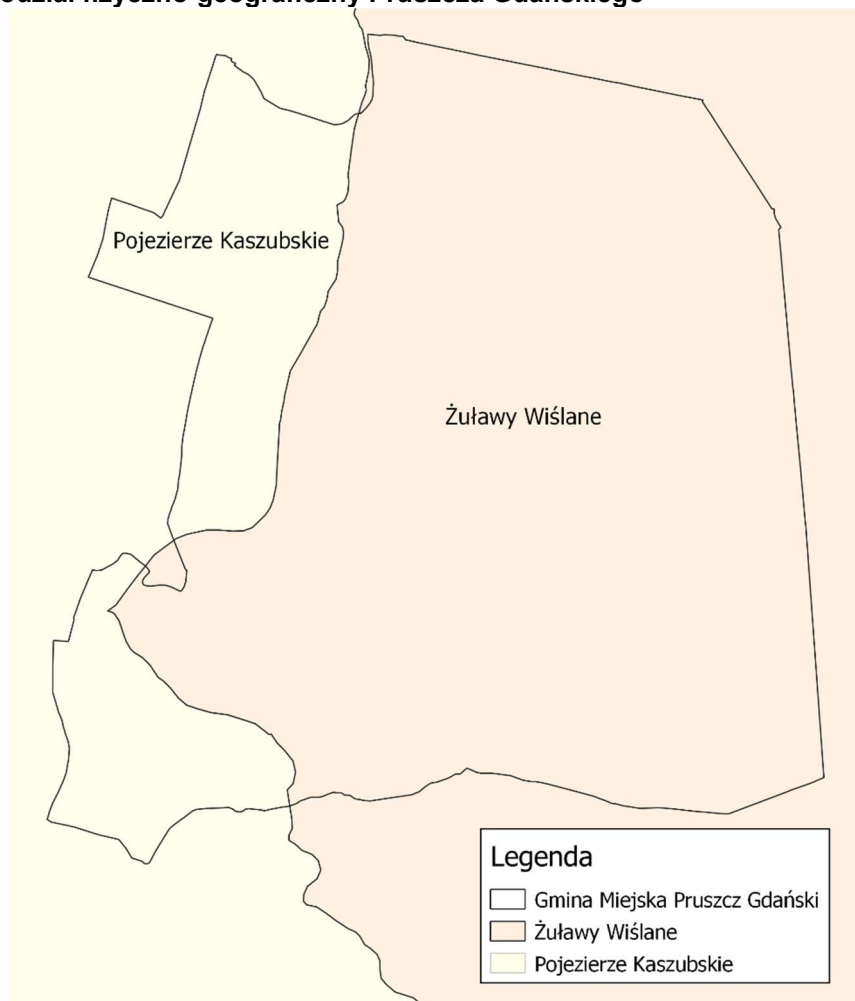 fizyczno-geograficzny Pruszcza Gdańskiego
Pojezierze Kaszubskie
Żuławy Wiślane
Legenda
Gmina Miejska Pruszcz Gdański
Żuławy Wiślane
Pojezierze Kaszubskie